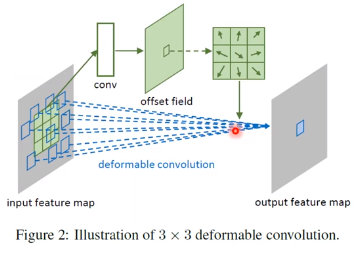 conv
offset field
deformable convolution
input feature map
output feature map
Figure 2: Illustration of 3 × 3 deformable convolution.